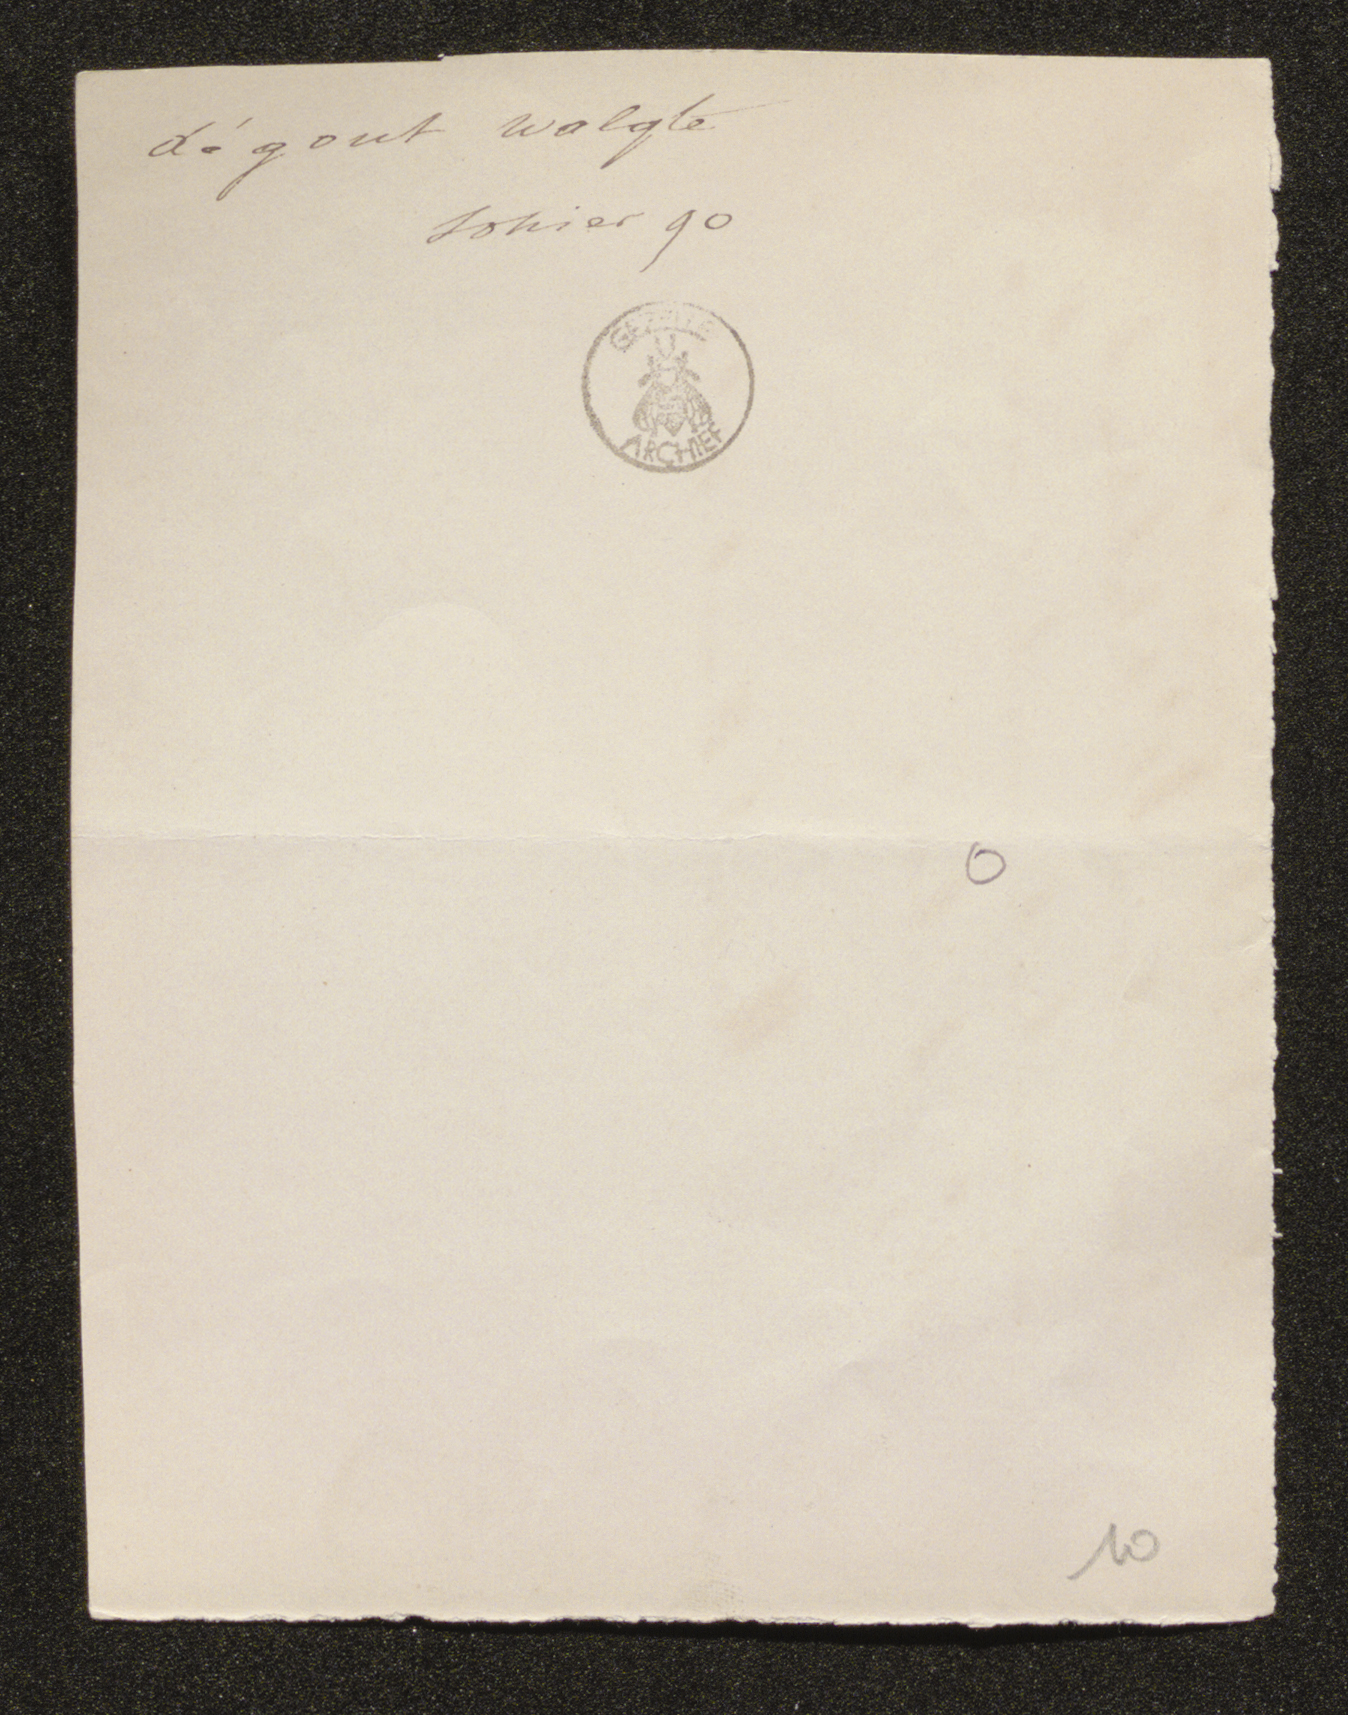 dégout walgte
Sohier 90
GEZELLE
ARCHIEF
0
10